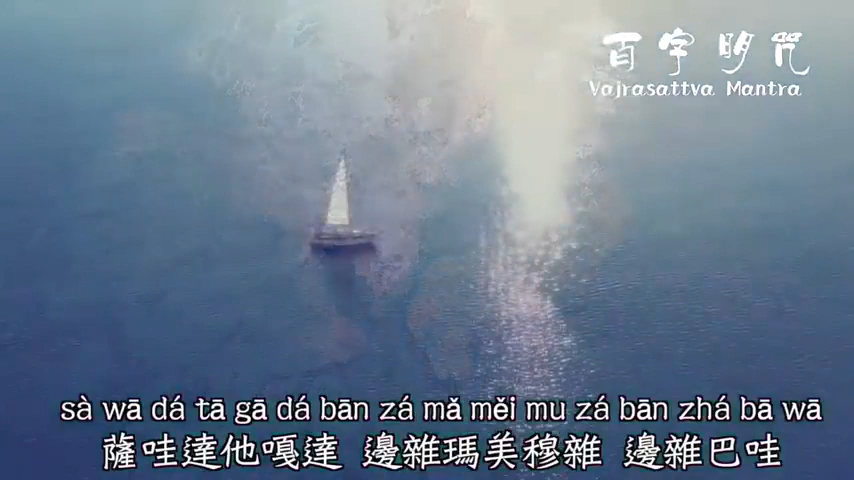 百字明咒
Vajrasattva Mantra
sà wā dá tā gā dá bān zá mǎ měi mu zá bān zhá bā wā
薩哇達他嘎達 邊雜瑪美穆雜 邊雜巴哇